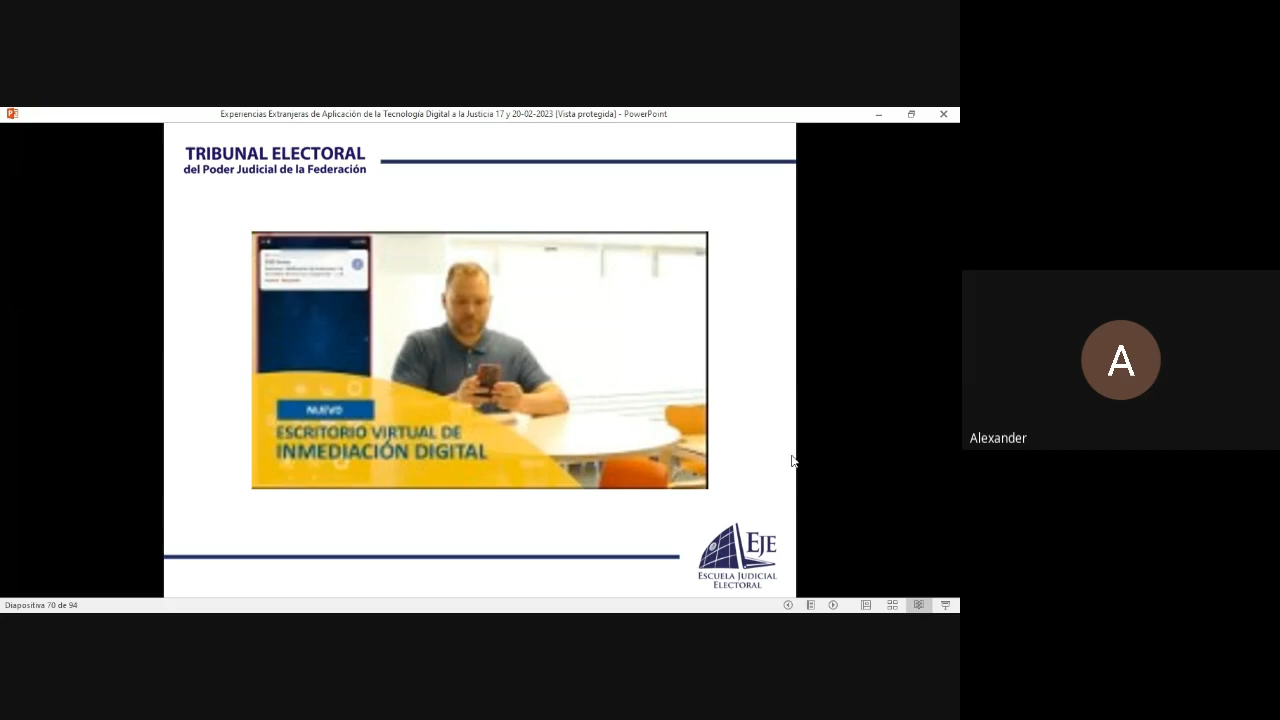 Experiencias Extranjeras de Aplicación de la Tecnología Digital a la Justicia 17 y 20-02-2023 [Vista protegida] - PowerPoint
TRIBUNAL ELECTORAL
del Poder Judicial de la Federación
NUEVO
ESCRITORIO VIRTUAL DE
INMEDIACIÓN DIGITAL
EJE
ESCUELA JUDICIAL
ELECTORAL
Diapositiva 70 de 94
A
Alexander